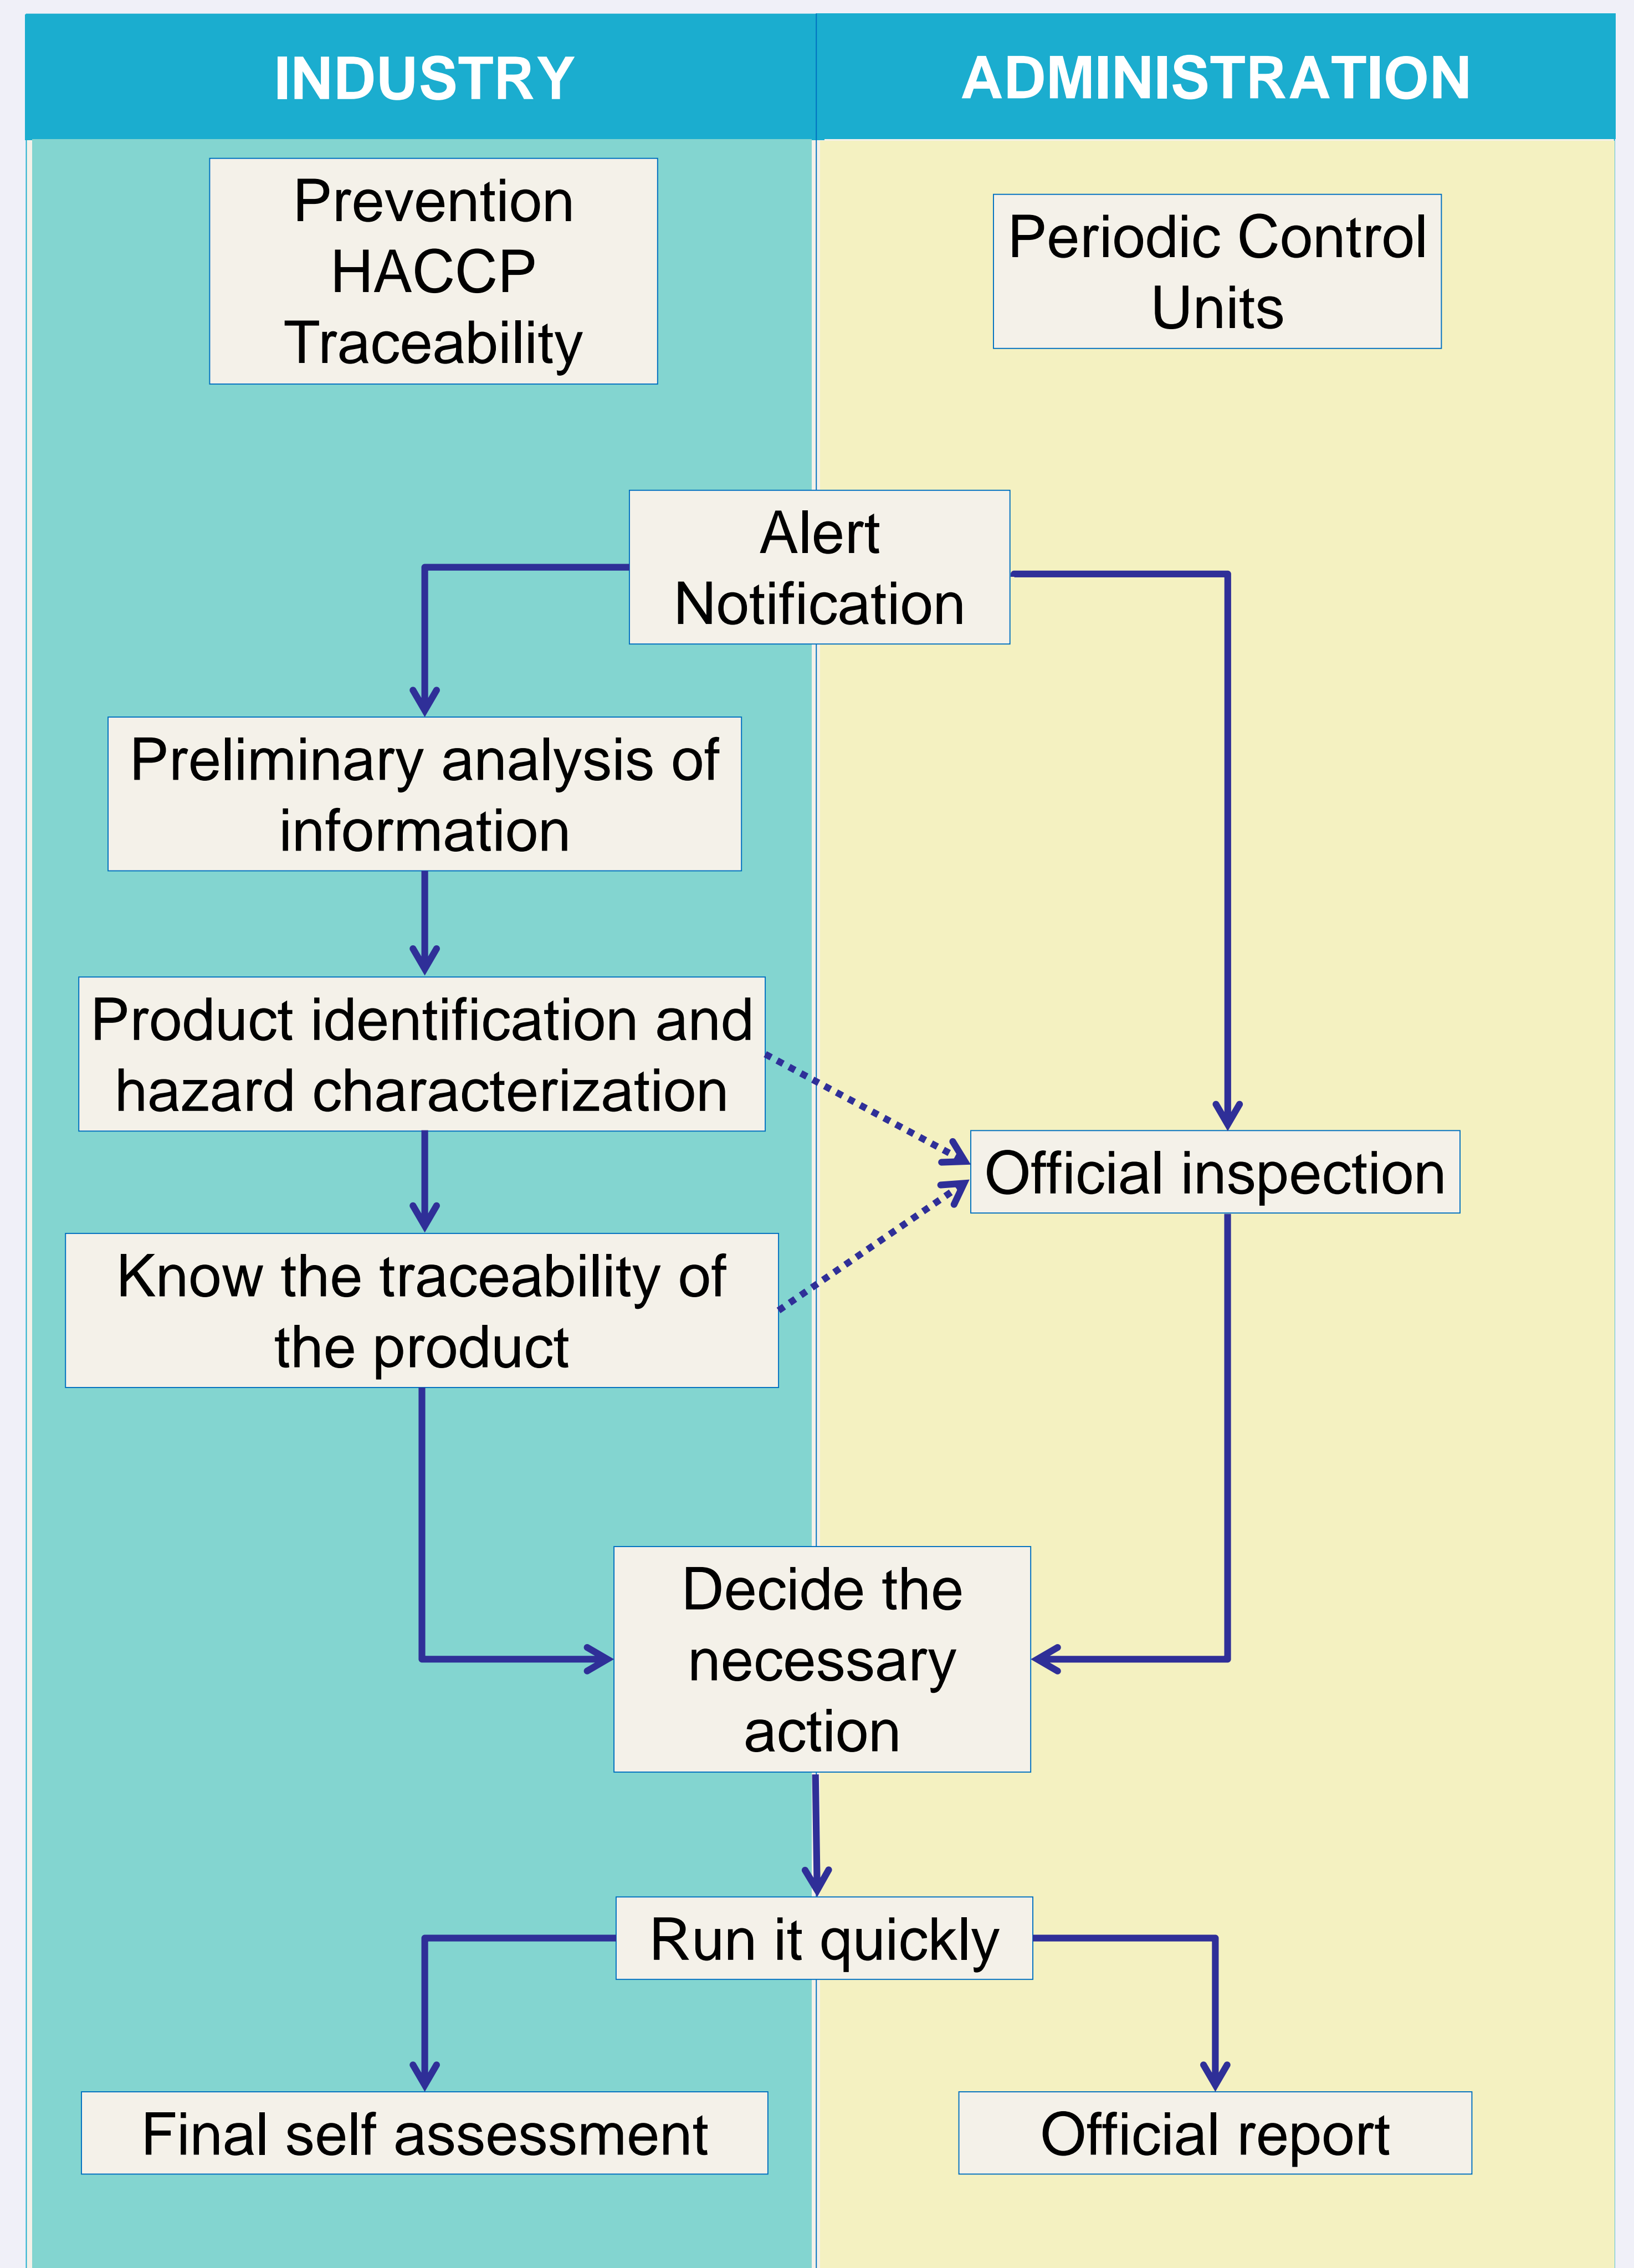 INDUSTRY
ADMINISTRATION
Prevention
HACCP
Traceability
Periodic Control
Units
Alert
Notification
Preliminary analysis of
information
Product identification and
hazard characterization
Official inspection
Know the traceability of
the product
Decide the
necessary
action
Run it quickly
Final self assessment
Official report